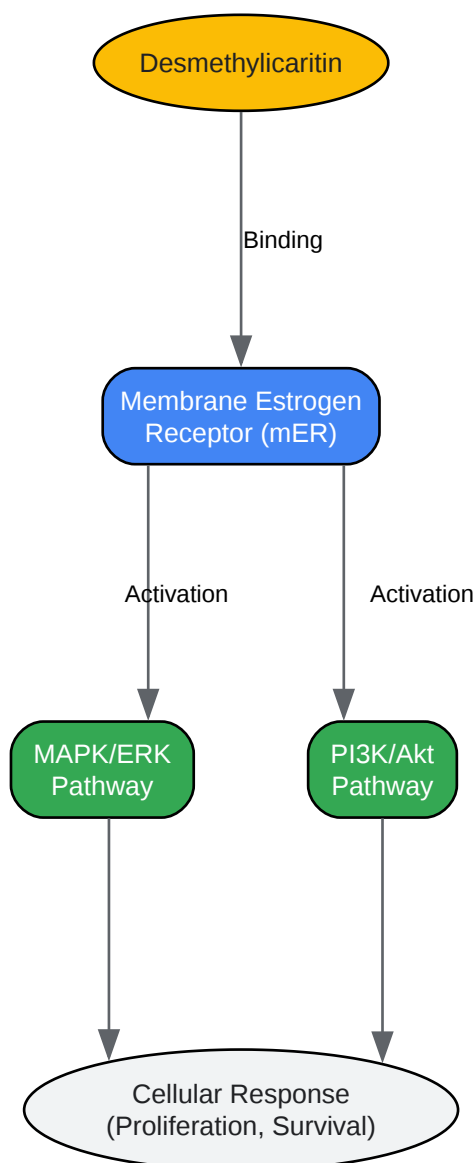 Desmethylicaritin
Binding
Membrane Estrogen
Receptor (mER)
Activation
Activation
MAPK/ERK
Pathway
PI3K/Akt
Pathway
Cellular Response
(Proliferation, Survival)